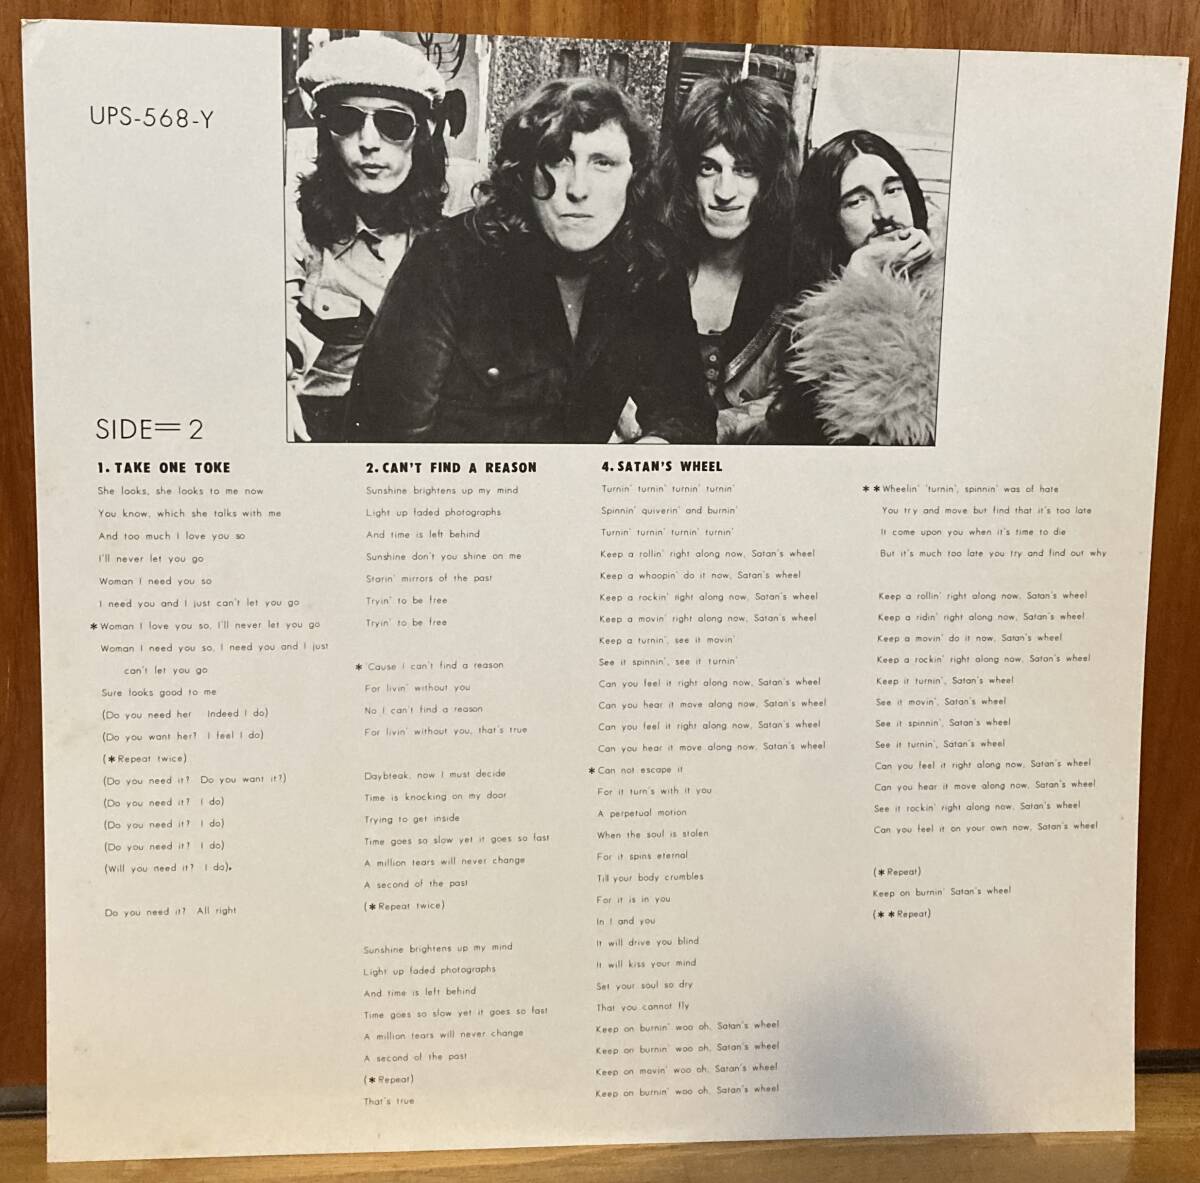 UPS-568-Y
SIDE=2
1. TAKE ONE TOKE
She looks, she looks to me now
You know, which she talks with me
And too much I love you so
I'll never let you go
Woman I need you so
I need you and I just can't let you go
*Woman I love you so, I'll never let you go
Woman I need you so, I need you and I just
can't let you go
Sure looks good to me
(Do you need her Indeed I do)
(Do you want her? I feel I do)
(*Repeat twice)
(Do you need it? Do you want it?)
(Do you need it? I do)
(Do you need it? I do)
(Do you need it? I do)
(Will you need it? I do).
Do you need it? All right
2. CAN'T FIND A REASON
Sunshine brightens up my mind
Light up faded photographs
And time is left behind
Sunshine don't you shine on me
Starin' mirrors of the past
Tryin' to be free
Tryin' to be free
* 'Cause I can't find a reason
For livin' without you
No I can't find a reason
For livin' without you, that's true
Daybteak, now I must decide
Time is knocking on my door
Trying to get inside
Time goes so slow yet it goes so fast
A million tears will never change
A second of the past
(*Repeat twice)
Sunshine brightens up my mind
Light up faded photographs
And time is left behind
Time goes so slow yet it goes so fast
A million tears will never change
A second of the past
(*Repeat)
That's true
4. SATAN'S WHEEL
Turnin' turnin' turnin' turnin'
Spinnin' quiverin' and burnin'
Turnin' turnin' turnin' turnin'
Keep a rollin' right along now, Satan's wheel
Keep a whoopin' do it now, Satan's wheel
Keep a rockin' right along now, Satan's wheel
Keep a movin' right along now, Satan's wheel
Keep a turnin', see it movin'
See it spinnin', see it turnin'
Can you feel it right along now, Satan's wheel
Can you hear it move along now, Satan's wheel
Can you feel it right along now, Satan's wheel
Can you hear it move along now, Satan's wheel
*Can not escape it
For it turn's with it you
A perpetual motion
When the soul is stolen
For it spins eternal
Till your body crumbles
For it is in you
In I and you
It will drive you blind
It will kiss your mind
Set your soul so dry
That you cannot fly
Keep on burnin' woo oh, Satan's wheel
Keep on burnin' woo oh, Satan's wheel
Keep on movin' woo oh, Satan's wheel
Keep on burnin' woo oh, Satan's wheel
**Wheelin' 'turnin', spinnin' was of hate
You try and move but find that it's too late
It come upon you when it's time to die
But it's much too late you try and find out why
Keep a rollin' right along now, Satan's wheel
Keep a ridin' right along now, Satan's wheel
Keep a movin' do it now, Satan's wheel
Keep a rockin' right along now, Satan's wheel
Keep it turnin', Satan's wheel
See it movin', Satan's wheel
See it spinnin', Satan's wheel
See it turnin', Satan's wheel
Can you feel it right along now, Satan's wheel
Can you hear it move along now, Satan's wheel
See it rockin' right along now, Satan's wheel
Can you feel it on your own now, Satan's wheel
(*Repeat)
Keep on burnin' Satan's wheel
(**Repeat)